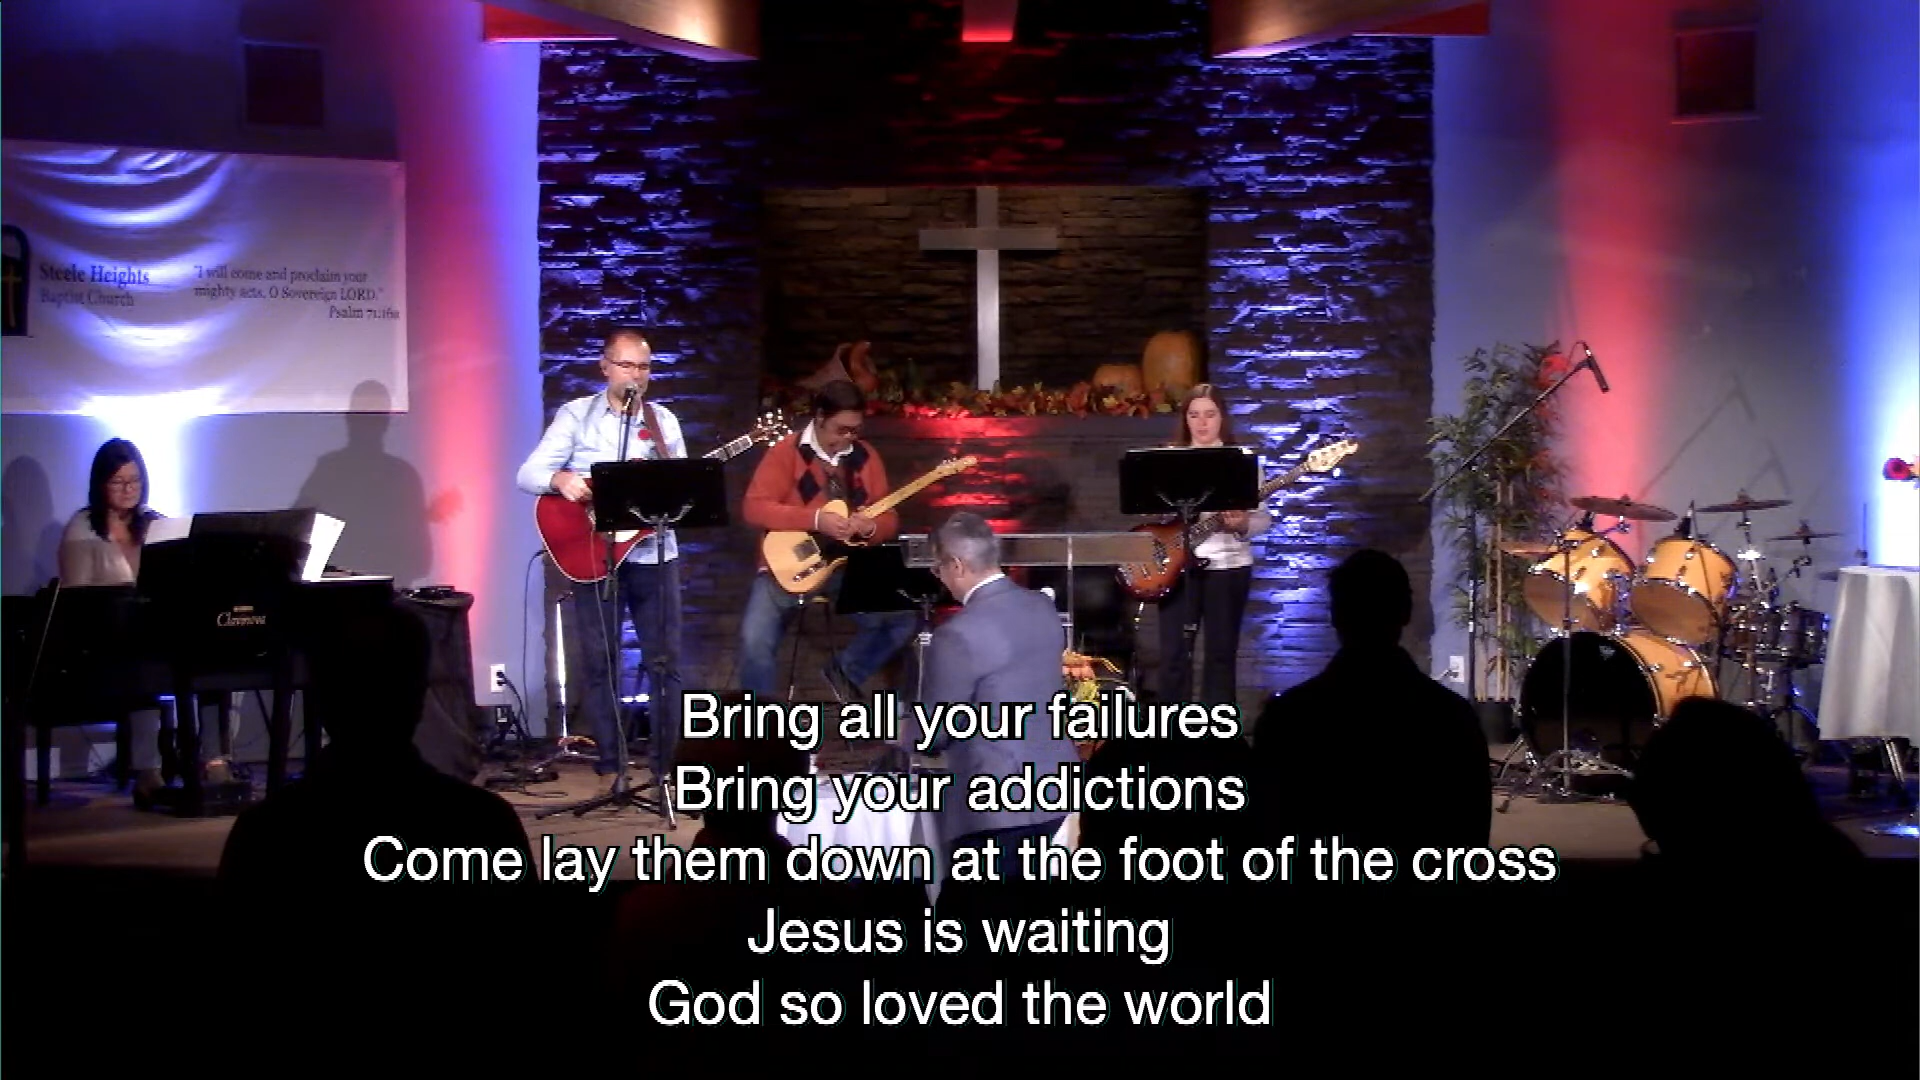 Steele Heights
Baptist Church
"I will come and proclaim your
mighty acts, O Sovereign LORD."
Psalm 71:16a
Clavinova
Bring all your failures
Bring your addictions
Come lay them down at the foot of the cross
Jesus is waiting
God so loved the world